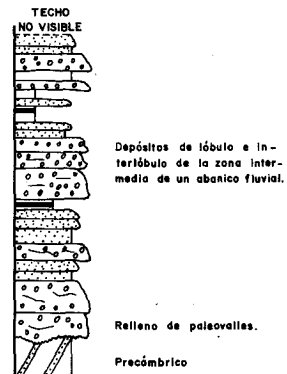 TECHO
NO VISIBLE
Depósitos de lóbulo e in-
terlóbulo de la zona inter-
media de un abanico fluvial.
Relleno de paleovalles.
Precómbrico